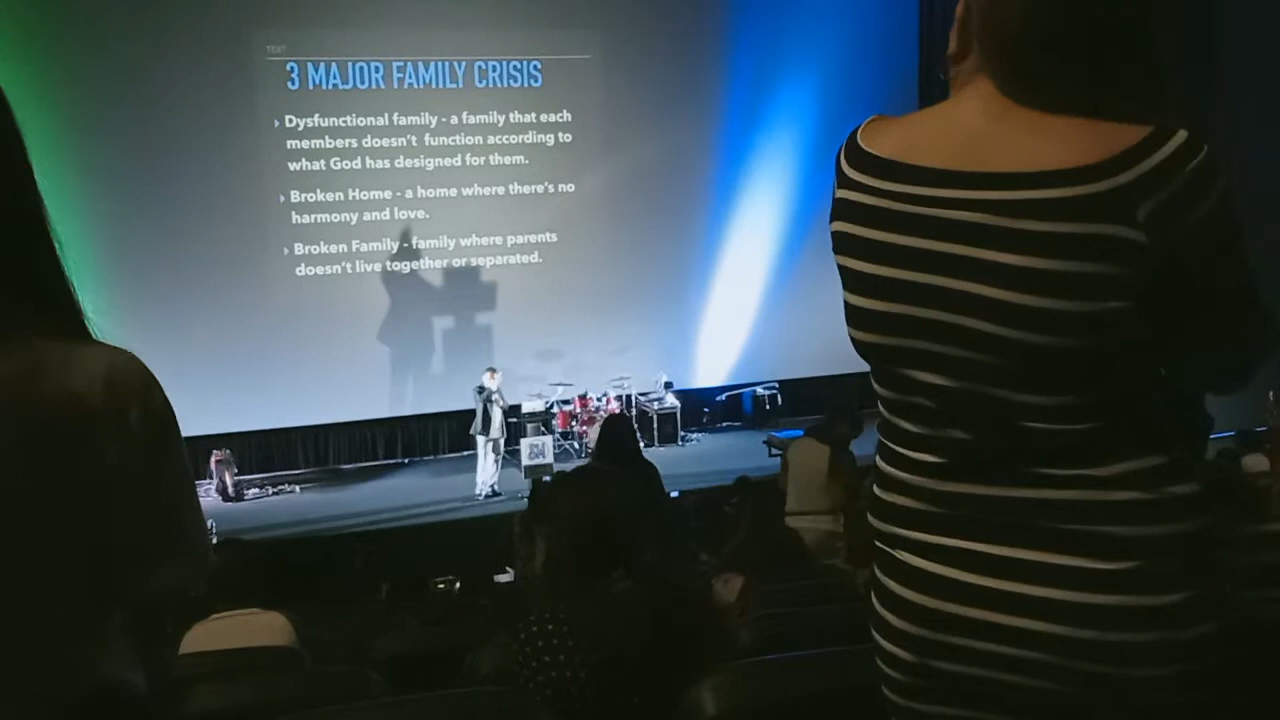 TEXT
3 MAJOR FAMILY CRISIS
Dysfunctional family - a family that each
members doesn't function according to
what God has designed for them.
Broken Home - a home where there's no
harmony and love.
Broken Family - family where parents
doesn't live together or separated.